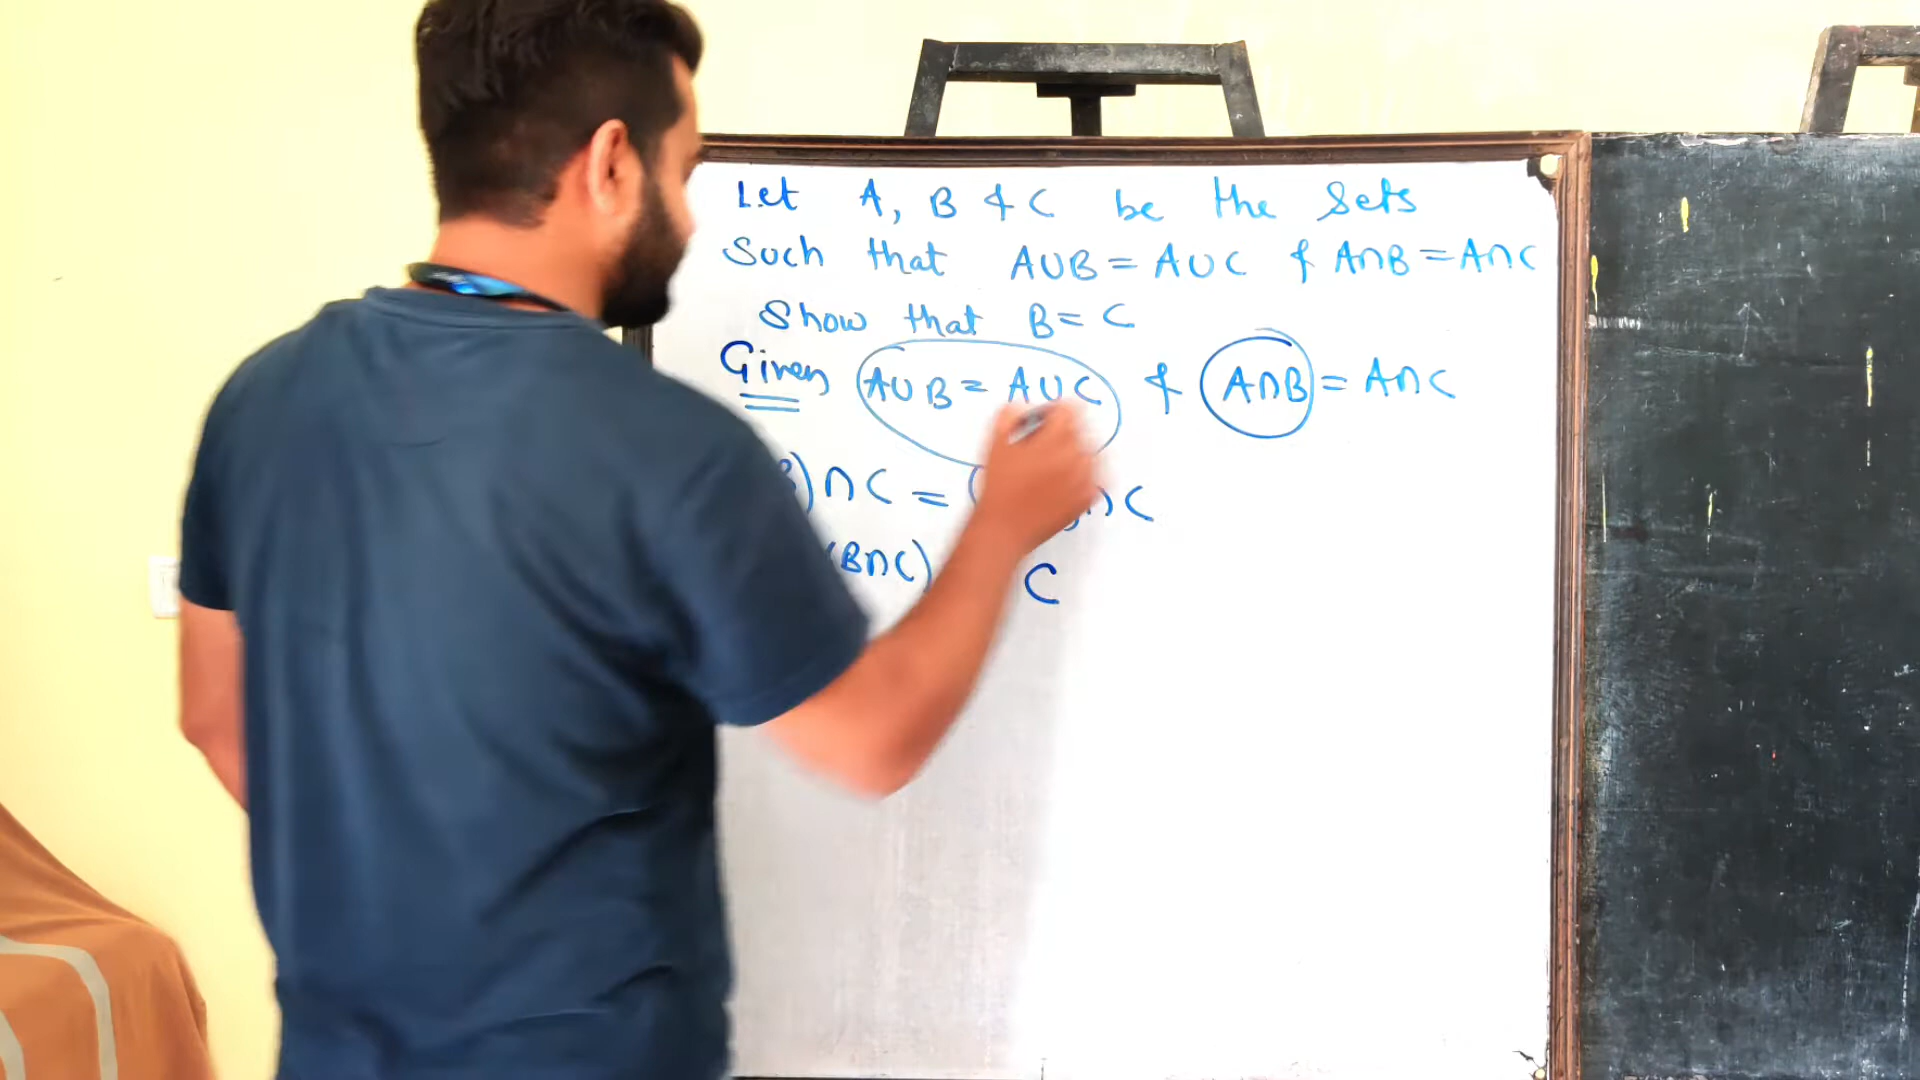 Let A, B & C be the Sets
Such that A∪B = A∪C & A∩B = A∩C
Show that B = C
Given A∪B = A∪C & A∩B = A∩C
)∩C = ( ∩C
(B∩C) C